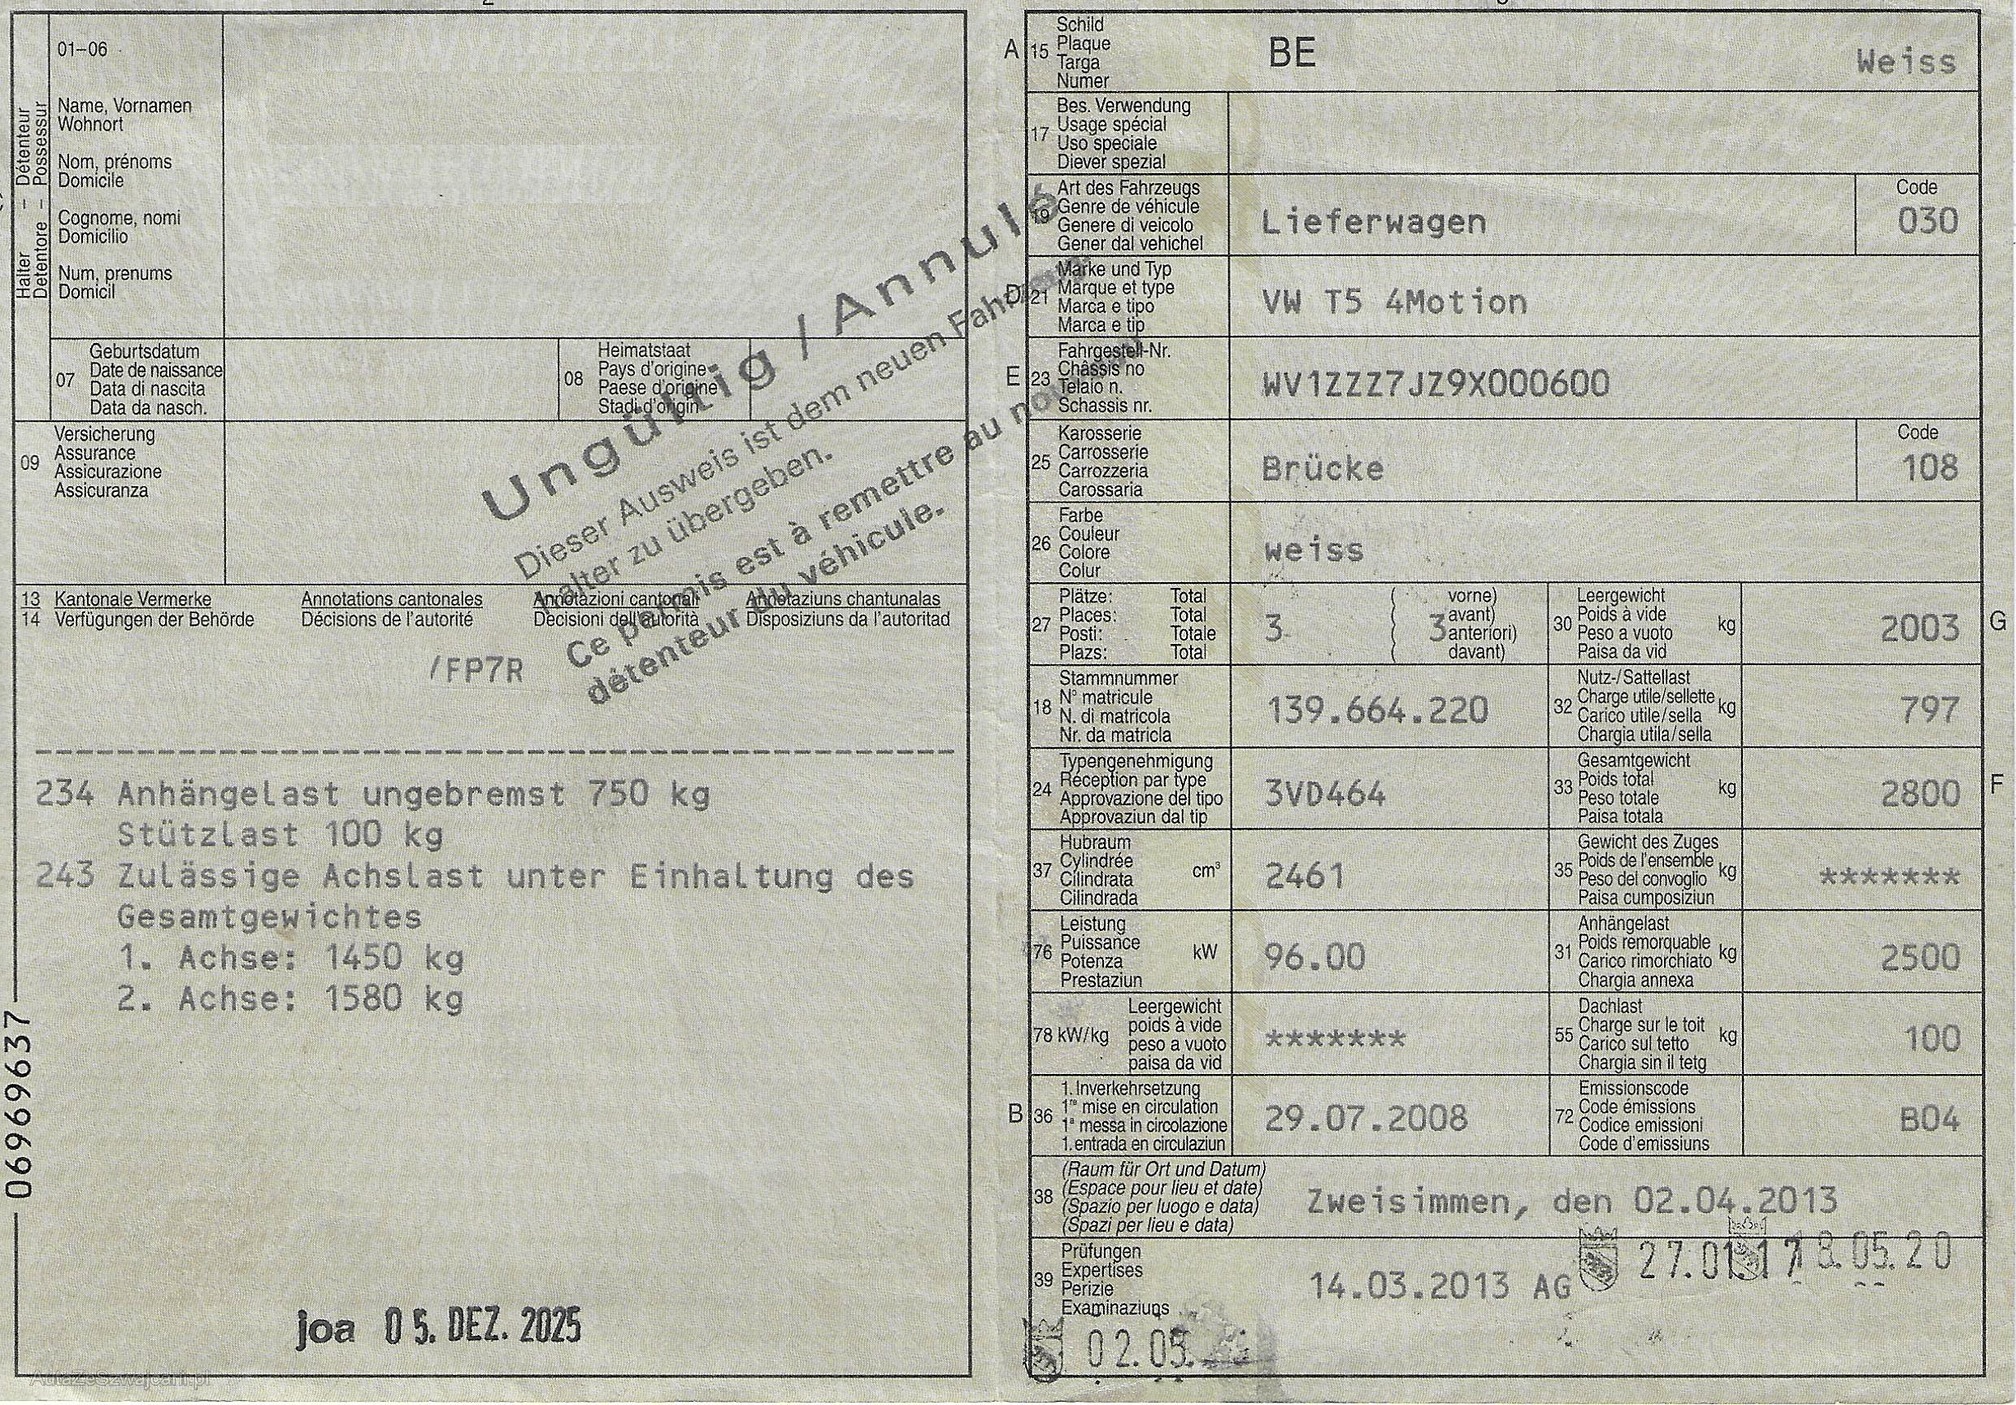 01–06
Halter – Détenteur
Detentore – Possessur
Name, Vornamen
Wohnort
Nom, prénoms
Domicile
Cognome, nomi
Domicilio
Num, prenums
Domicil
07
Geburtsdatum
Date de naissance
Data di nascita
Data da nasch.
08
Heimatstaat
Pays d'origine
Paese d'origine
Stadi d'origin
09
Versicherung
Assurance
Assicurazione
Assicuranza
Ungültig / Annulé
Dieser Ausweis ist dem neuen Fahrzeug-
halter zu übergeben.
Ce permis est à remettre au nouveau
détenteur du véhicule.
13 Kantonale Vermerke Annotations cantonales Annotazioni cantonali Annotaziuns chantunalas
14 Verfügungen der Behörde Décisions de l'autorité Decisioni dell'autorità Disposiziuns da l'autoritad
/FP7R
234 Anhängelast ungebremst 750 kg
Stützlast 100 kg
243 Zulässige Achslast unter Einhaltung des
Gesamtgewichtes
1. Achse: 1450 kg
2. Achse: 1580 kg
06969637
joa 05. DEZ. 2025
AutaZeSzwajcarii.pl
A 15
Schild
Plaque
Targa
Numer
BE Weiss
17
Bes. Verwendung
Usage spécial
Uso speciale
Diever spezial
19
Art des Fahrzeugs
Genre de véhicule
Genere di veicolo
Gener dal vehichel
Lieferwagen
Code
030
D 21
Marke und Typ
Marque et type
Marca e tipo
Marca e tip
VW T5 4Motion
E 23
Fahrgestell-Nr.
Châssis no
Telaio n.
Schassis nr.
WV1ZZZ7JZ9X000600
25
Karosserie
Carrosserie
Carrozzeria
Carossaria
Brücke
Code
108
26
Farbe
Couleur
Colore
Colur
weiss
27
Plätze: Total
Places: Total
Posti: Totale
Plazs: Total
3
( vorne)
( avant)
( anteriori)
( davant)
3
30
Leergewicht
Poids à vide
Peso a vuoto
Paisa da vid
kg
2003
G
18
Stammnummer
N° matricule
N. di matricola
Nr. da matricla
139.664.220
32
Nutz-/Sattellast
Charge utile/sellette
Carico utile/sella
Chargia utila/sella
kg
797
24
Typengenehmigung
Réception par type
Approvazione del tipo
Approvaziun dal tip
3VD464
33
Gesamtgewicht
Poids total
Peso totale
Paisa totala
kg
2800
F
37
Hubraum
Cylindrée
Cilindrata
Cilindrada
cm³
2461
35
Gewicht des Zuges
Poids de l'ensemble
Peso del convoglio
Paisa cumposiziun
kg
*******
76
Leistung
Puissance
Potenza
Prestaziun
kW
96.00
31
Anhängelast
Poids remorquable
Carico rimorchiato
Chargia annexa
kg
2500
78 kW/kg
Leergewicht
poids à vide
peso a vuoto
paisa da vid
*******
55
Dachlast
Charge sur le toit
Carico sul tetto
Chargia sin il tetg
kg
100
B 36
1. Inverkehrsetzung
1re mise en circulation
1a messa in circolazione
1. entrada en circulaziun
29.07.2008
72
Emissionscode
Code émissions
Codice emissioni
Code d'emissiuns
B04
38
(Raum für Ort und Datum)
(Espace pour lieu et date)
(Spazio per luogo e data)
(Spazi per lieu e data)
Zweisimmen, den 02.04.2013
39
Prüfungen
Expertises
Perizie
Examinaziuns
14.03.2013 AG
27.01.17
18.05.20
02.05.